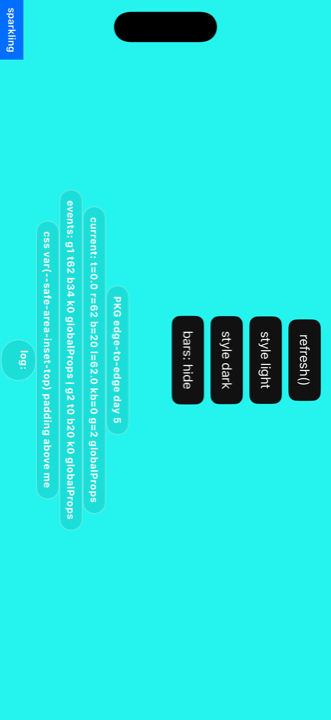 refresh()
style light
style dark
bars: hide
PKG edge-to-edge day 5
current: t=0.0 r=62 b=20 l=62.0 kb=0 g=2 globalProps
events: g1 t62 b34 k0 globalProps | g2 t0 b20 k0 globalProps
css var(--safe-area-inset-top) padding above me
log:
sparkling